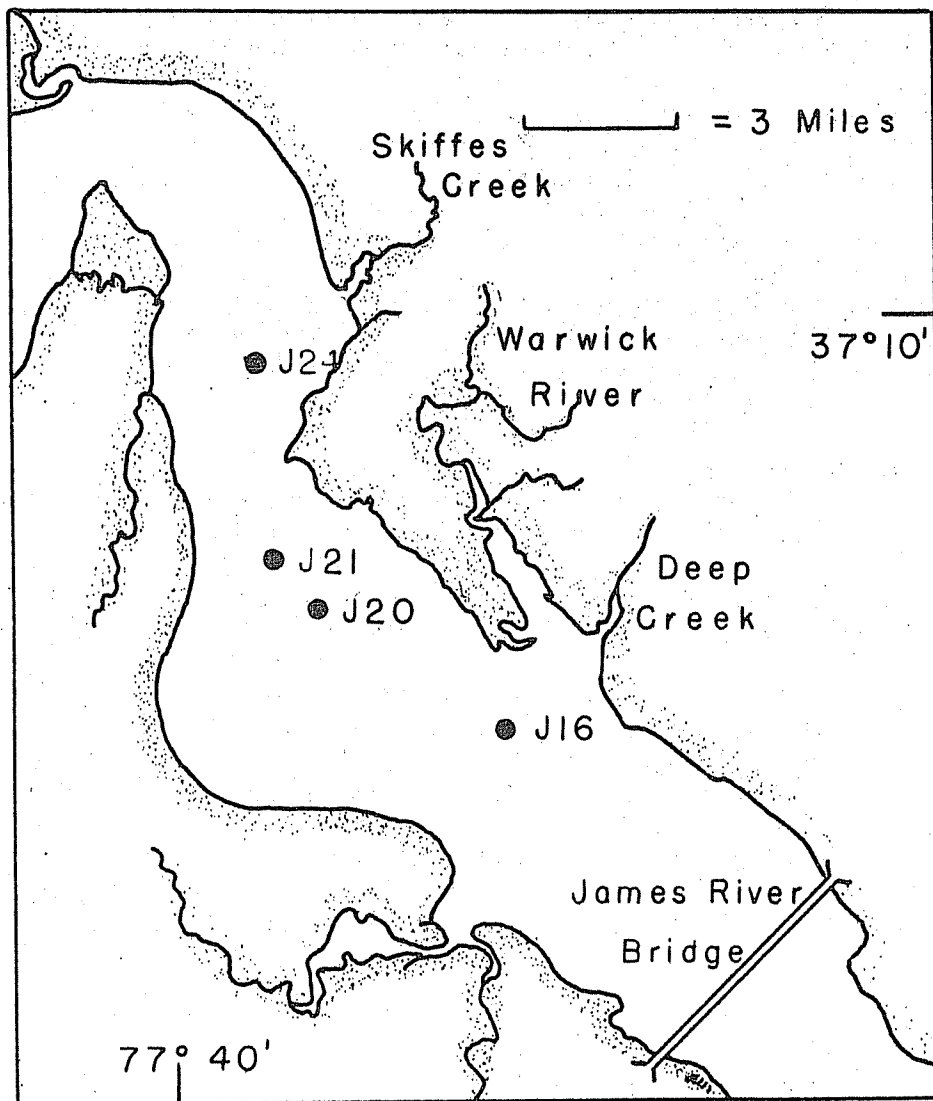 = 3 Miles
Skiffes
Creek
37°10'
Warwick
River
J24
J21
J20
Deep
Creek
J16
James River
Bridge
77° 40'